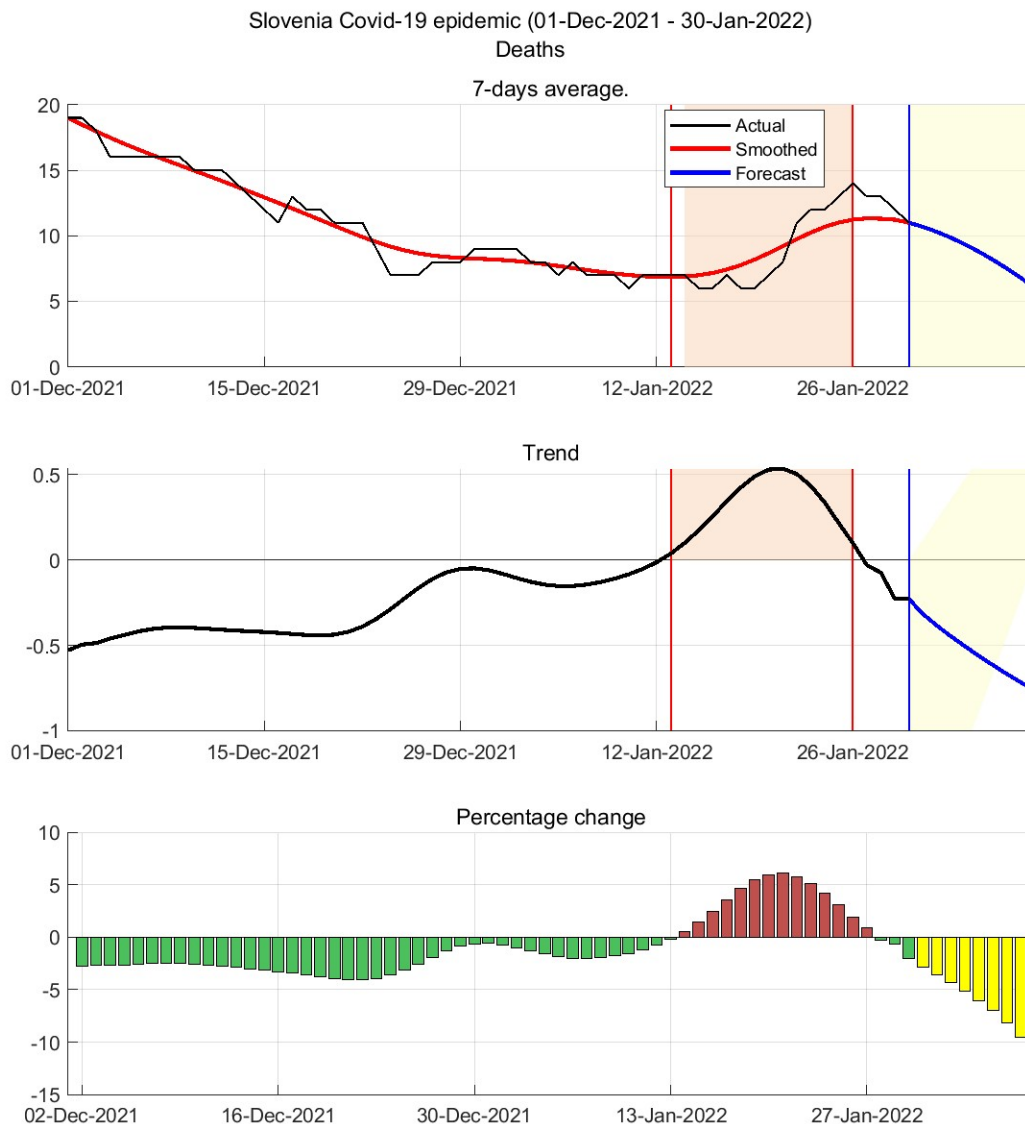 Slovenia Covid-19 epidemic (01-Dec-2021 - 30-Jan-2022)
Deaths
7-days average.
20
15
10
5
0
Actual
Smoothed
Forecast
01-Dec-2021 15-Dec-2021 29-Dec-2021 12-Jan-2022 26-Jan-2022
Trend
0.5
0
-0.5
-1
01-Dec-2021 15-Dec-2021 29-Dec-2021 12-Jan-2022 26-Jan-2022
Percentage change
10
5
0
-5
-10
-15
02-Dec-2021 16-Dec-2021 30-Dec-2021 13-Jan-2022 27-Jan-2022